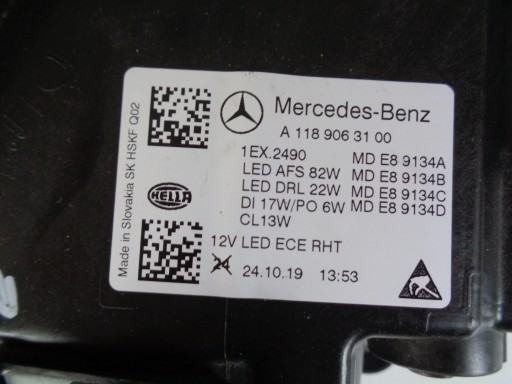 Mercedes-Benz
A 118 906 31 00
1EX.2490 MD E8 9134A
LED AFS 82W MD E8 9134B
LED DRL 22W MD E8 9134C
DI 17W/PO 6W MD E8 9134D
CL13W
12V LED ECE RHT
24.10.19 13:53
HELLA
Made in Slovakia SK HSKF Q02